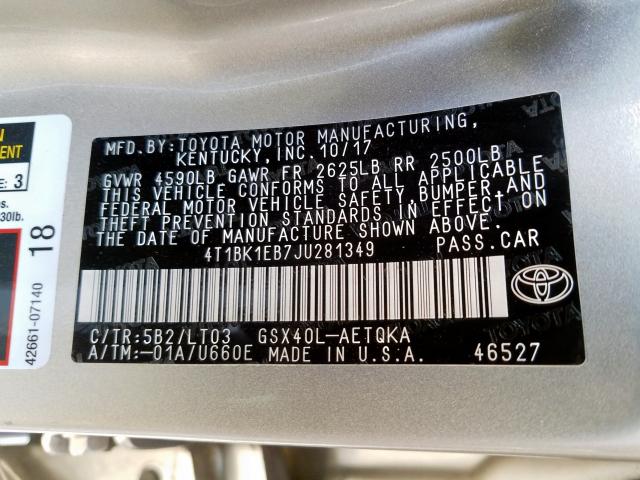 MFD. BY: TOYOTA MOTOR MANUFACTURING,
KENTUCKY, INC. 10/17
GVWR 4590LB GAWR FR 2625LB RR 2500LB
THIS VEHICLE CONFORMS TO ALL APPLICABLE
FEDERAL MOTOR VEHICLE SAFETY, BUMPER, AND
THEFT PREVENTION STANDARDS IN EFFECT ON
THE DATE OF MANUFACTURE SHOWN ABOVE.
4T1BK1EB7JU281349 PASS.CAR
C/TR:5B2/LT03 GSX40L-AETQKA
A/TM:-01A/U660E MADE IN U.S.A. 46527
E: 3
30lb.
18
42661-07140